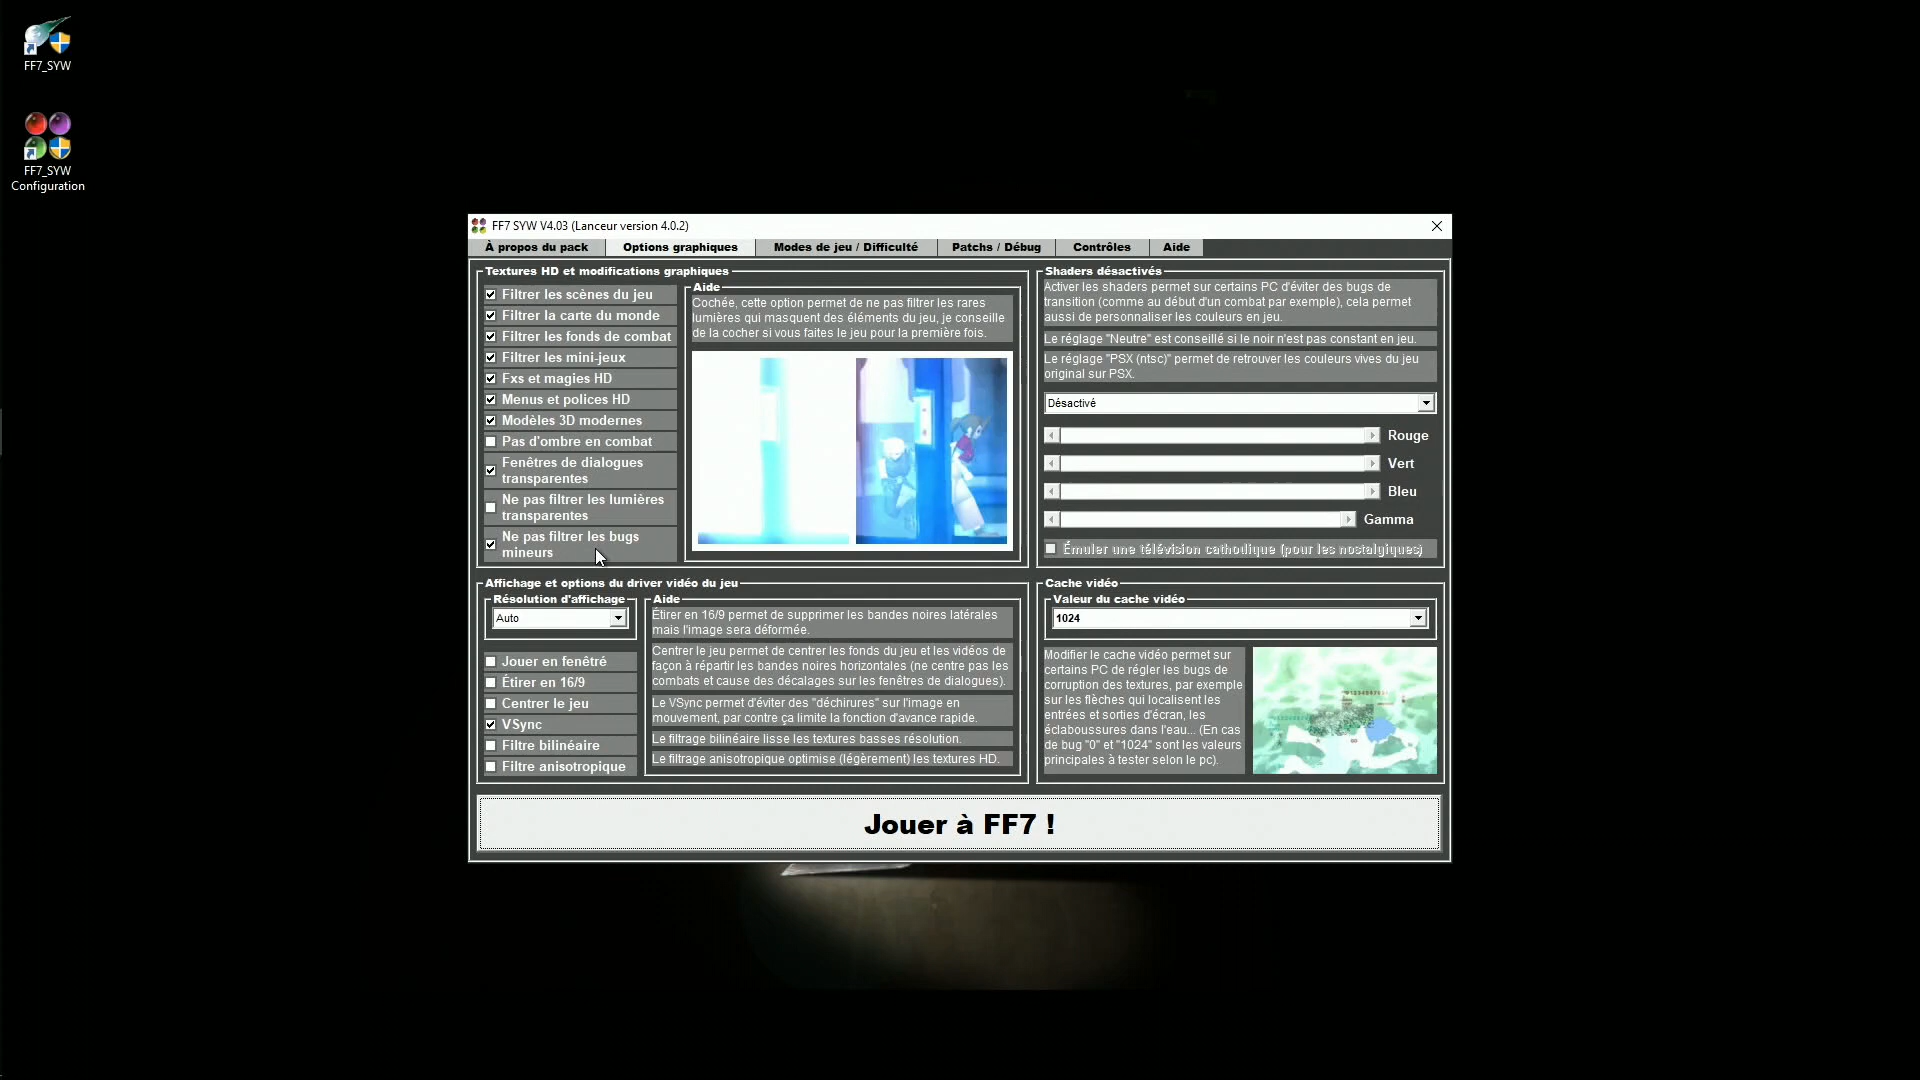 FF7_SYW
FF7_SYW
Configuration
FF7 SYW V4.03 (Lanceur version 4.0.2)
À propos du pack
Options graphiques
Modes de jeu / Difficulté
Patchs / Débug
Contrôles
Aide
Textures HD et modifications graphiques
Filtrer les scènes du jeu
Filtrer la carte du monde
Filtrer les fonds de combat
Filtrer les mini-jeux
Fxs et magies HD
Menus et polices HD
Modèles 3D modernes
Pas d'ombre en combat
Fenêtres de dialogues
transparentes
Ne pas filtrer les lumières
transparentes
Ne pas filtrer les bugs
mineurs
Aide
Cochée, cette option permet de ne pas filtrer les rares
lumières qui masquent des éléments du jeu, je conseille
de la cocher si vous faites le jeu pour la première fois.
Shaders désactivés
Activer les shaders permet sur certains PC d'éviter des bugs de
transition (comme au début d'un combat par exemple), cela permet
aussi de personnaliser les couleurs en jeu.
Le réglage "Neutre" est conseillé si le noir n'est pas constant en jeu.
Le réglage "PSX (ntsc)" permet de retrouver les couleurs vives du jeu
original sur PSX.
Désactivé
Rouge
Vert
Bleu
Gamma
Émuler une télévision cathodique (pour les nostalgiques)
Affichage et options du driver vidéo du jeu
Résolution d'affichage
Auto
Jouer en fenêtré
Étirer en 16/9
Centrer le jeu
VSync
Filtre bilinéaire
Filtre anisotropique
Aide
Étirer en 16/9 permet de supprimer les bandes noires latérales
mais l'image sera déformée.
Centrer le jeu permet de centrer les fonds du jeu et les vidéos de
façon à répartir les bandes noires horizontales (ne centre pas les
combats et cause des décalages sur les fenêtres de dialogues).
Le VSync permet d'éviter des "déchirures" sur l'image en
mouvement, par contre ça limite la fonction d'avance rapide.
Le filtrage bilinéaire lisse les textures basses résolution.
Le filtrage anisotropique optimise (légèrement) les textures HD.
Cache vidéo
Valeur du cache vidéo
1024
Modifier le cache vidéo permet sur
certains PC de régler les bugs de
corruption des textures, par exemple
sur les flèches qui localisent les
entrées et sorties d'écran, les
éclaboussures dans l'eau... (En cas
de bug "0" et "1024" sont les valeurs
principales à tester selon le pc).
Jouer à FF7 !